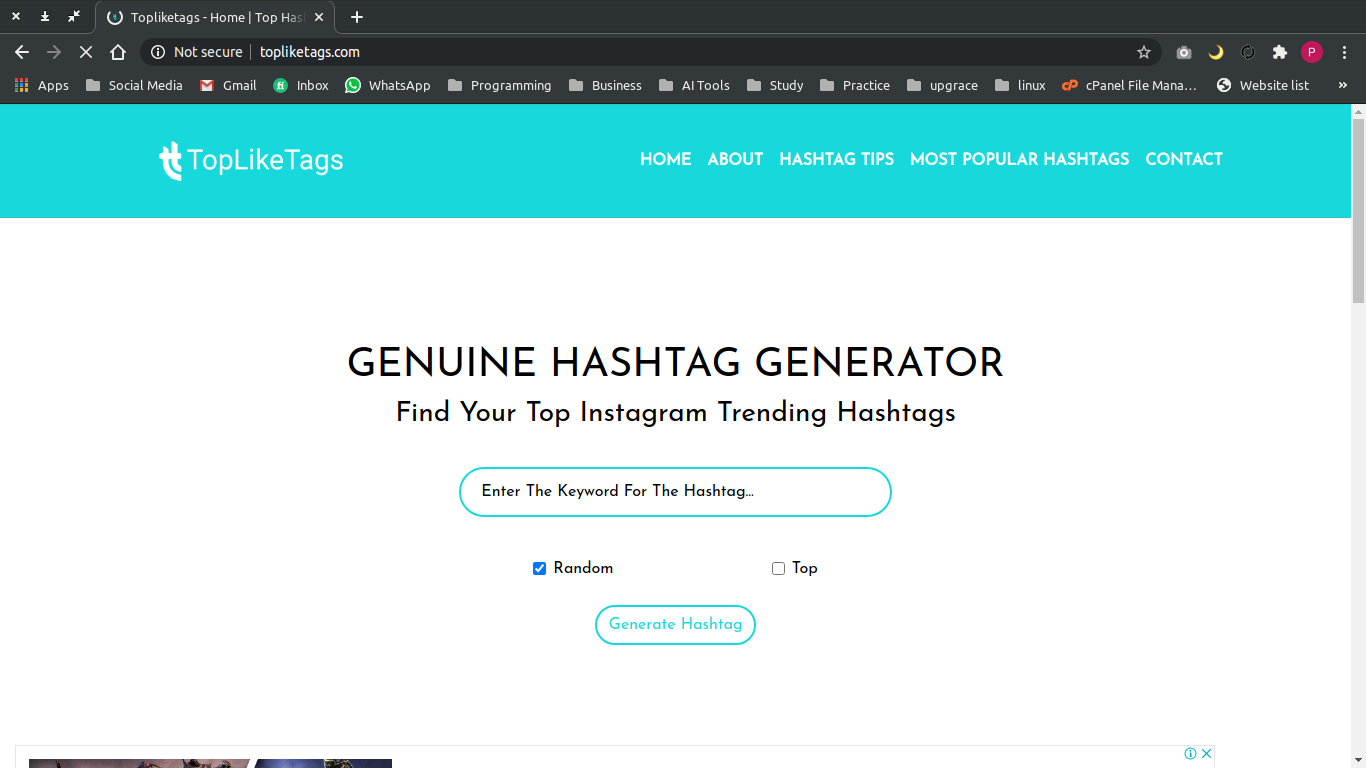 Topliketags - Home | Top Has
Not secure | topliketags.com
P
Apps Social Media Gmail Inbox WhatsApp Programming Business AI Tools Study Practice upgrace linux cPanel File Mana… Website list »
TopLikeTags
HOME ABOUT HASHTAG TIPS MOST POPULAR HASHTAGS CONTACT
GENUINE HASHTAG GENERATOR
Find Your Top Instagram Trending Hashtags
Enter The Keyword For The Hashtag...
Random Top
Generate Hashtag